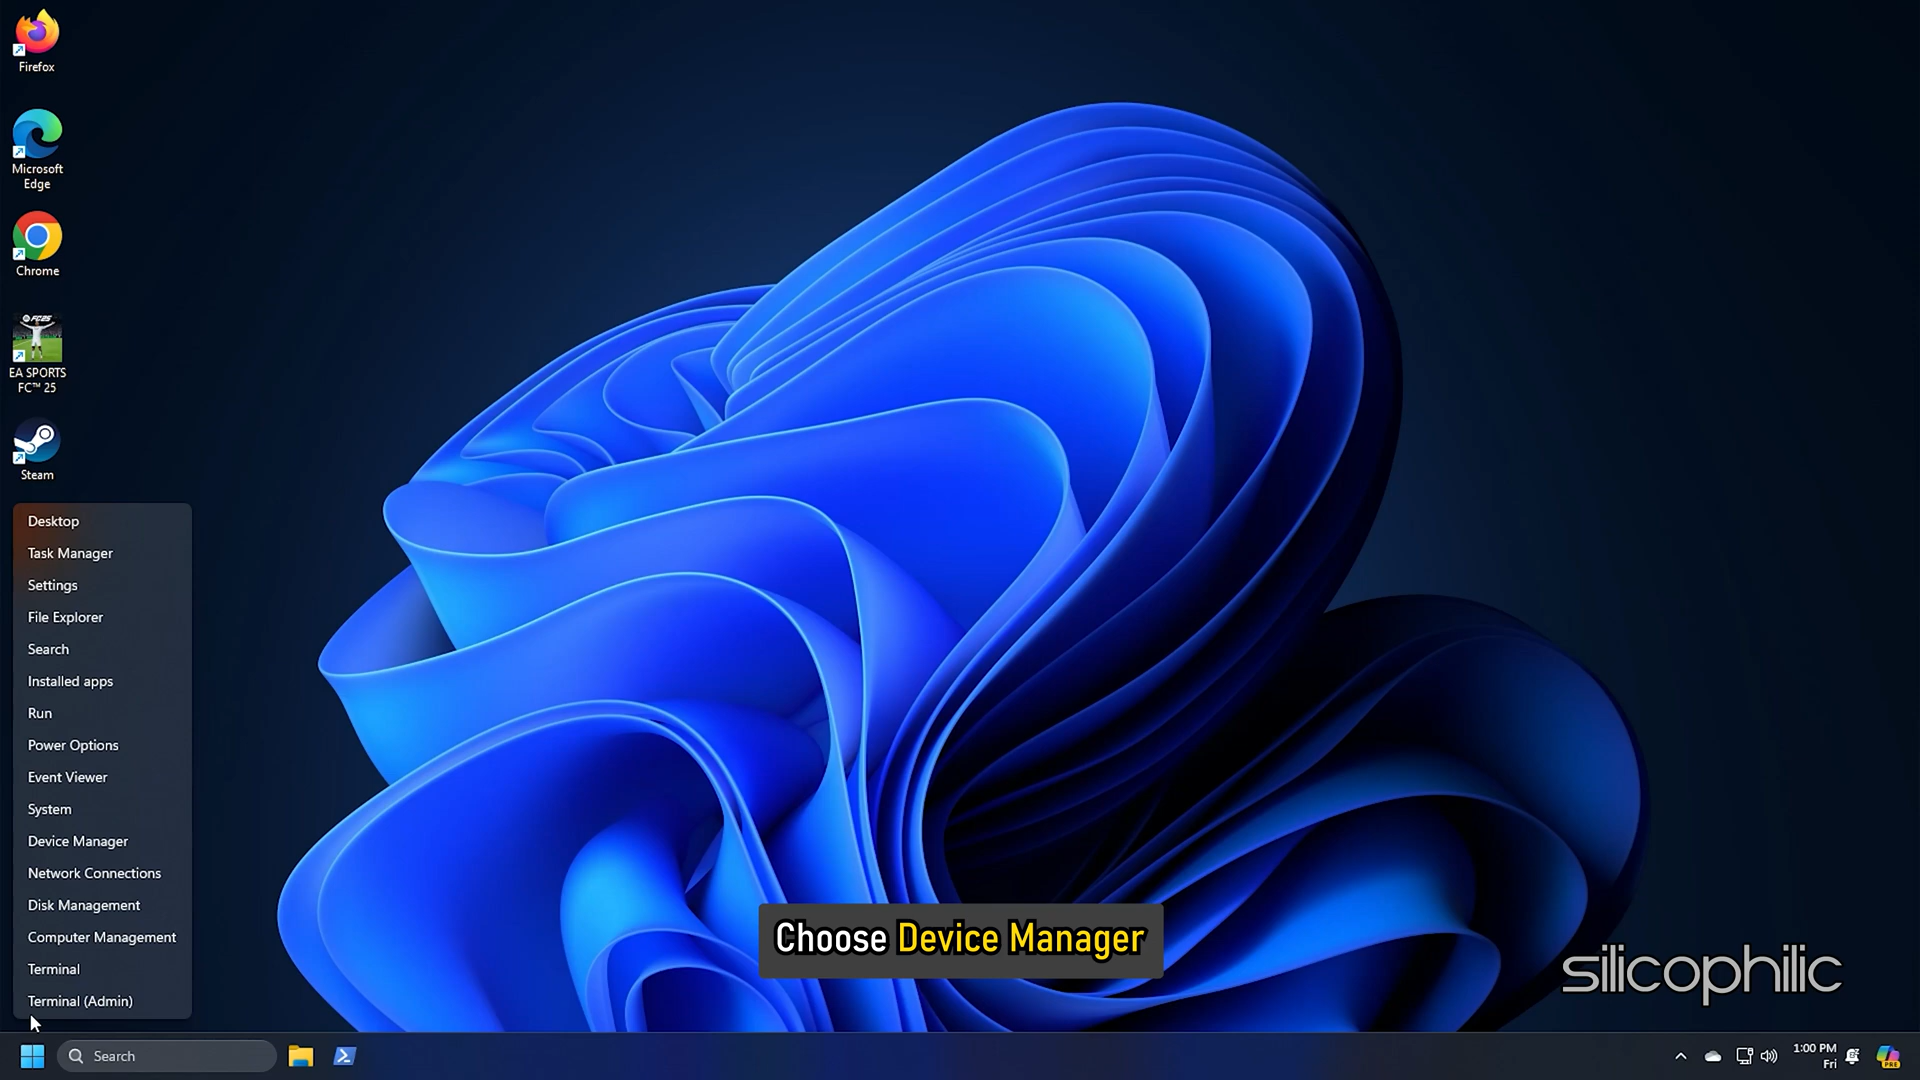 Firefox
Microsoft
Edge
Chrome
FC25
EA SPORTS
FC™ 25
Steam
Desktop
Task Manager
Settings
File Explorer
Search
Installed apps
Run
Power Options
Event Viewer
System
Device Manager
Network Connections
Disk Management
Computer Management
Terminal
Terminal (Admin)
Choose Device Manager
silicophilic
Search
1:00 PM
Fri
PRE